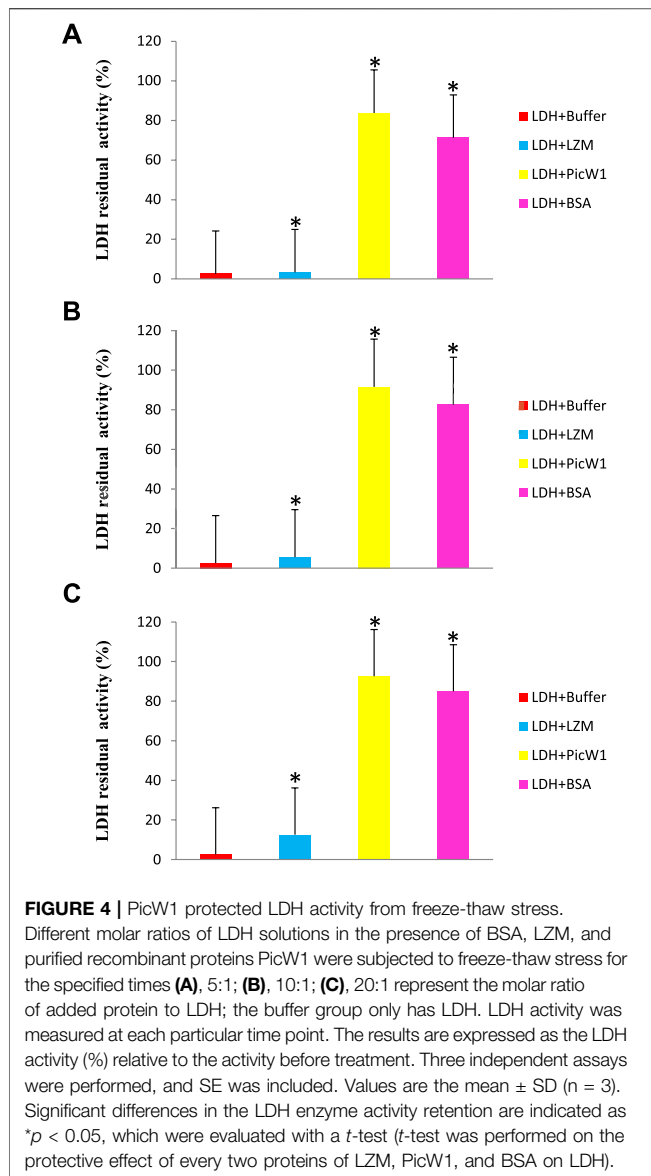 A
LDH residual activity (%)
120
100
80
60
40
20
0
*
*
*
LDH+Buffer
LDH+LZM
LDH+PicW1
LDH+BSA
B
LDH residual activity (%)
120
100
80
60
40
20
0
*
*
*
LDH+Buffer
LDH+LZM
LDH+PicW1
LDH+BSA
C
LDH residual activity (%)
120
100
80
60
40
20
0
*
*
*
LDH+Buffer
LDH+LZM
LDH+PicW1
LDH+BSA
FIGURE 4 | PicW1 protected LDH activity from freeze-thaw stress.
Different molar ratios of LDH solutions in the presence of BSA, LZM, and
purified recombinant proteins PicW1 were subjected to freeze-thaw stress for
the specified times (A), 5:1; (B), 10:1; (C), 20:1 represent the molar ratio
of added protein to LDH; the buffer group only has LDH. LDH activity was
measured at each particular time point. The results are expressed as the LDH
activity (%) relative to the activity before treatment. Three independent assays
were performed, and SE was included. Values are the mean ± SD (n = 3).
Significant differences in the LDH enzyme activity retention are indicated as
*p < 0.05, which were evaluated with a t-test (t-test was performed on the
protective effect of every two proteins of LZM, PicW1, and BSA on LDH).